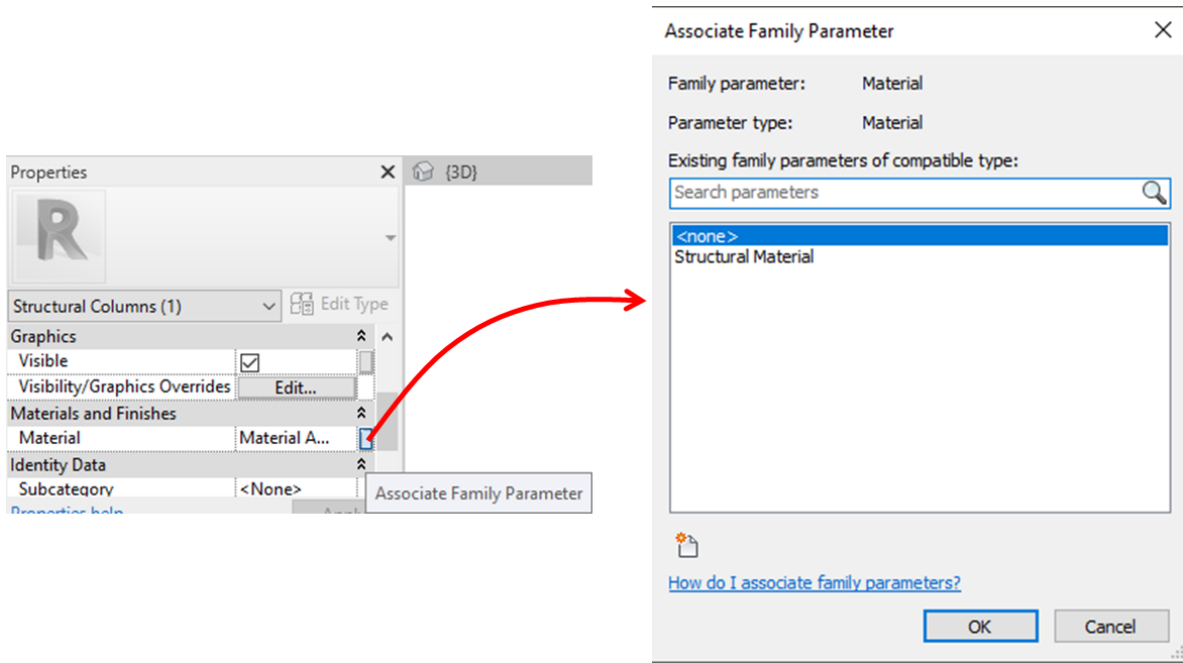 Properties
{3D}
R
Structural Columns (1)
Edit Type
Graphics
Visible
Visibility/Graphics Overrides Edit...
Materials and Finishes
Material Material A...
Identity Data
Subcategory <None>
Properties help
Associate Family Parameter
Associate Family Parameter
Family parameter: Material
Parameter type: Material
Existing family parameters of compatible type:
Search parameters
<none>
Structural Material
How do I associate family parameters?
OK Cancel